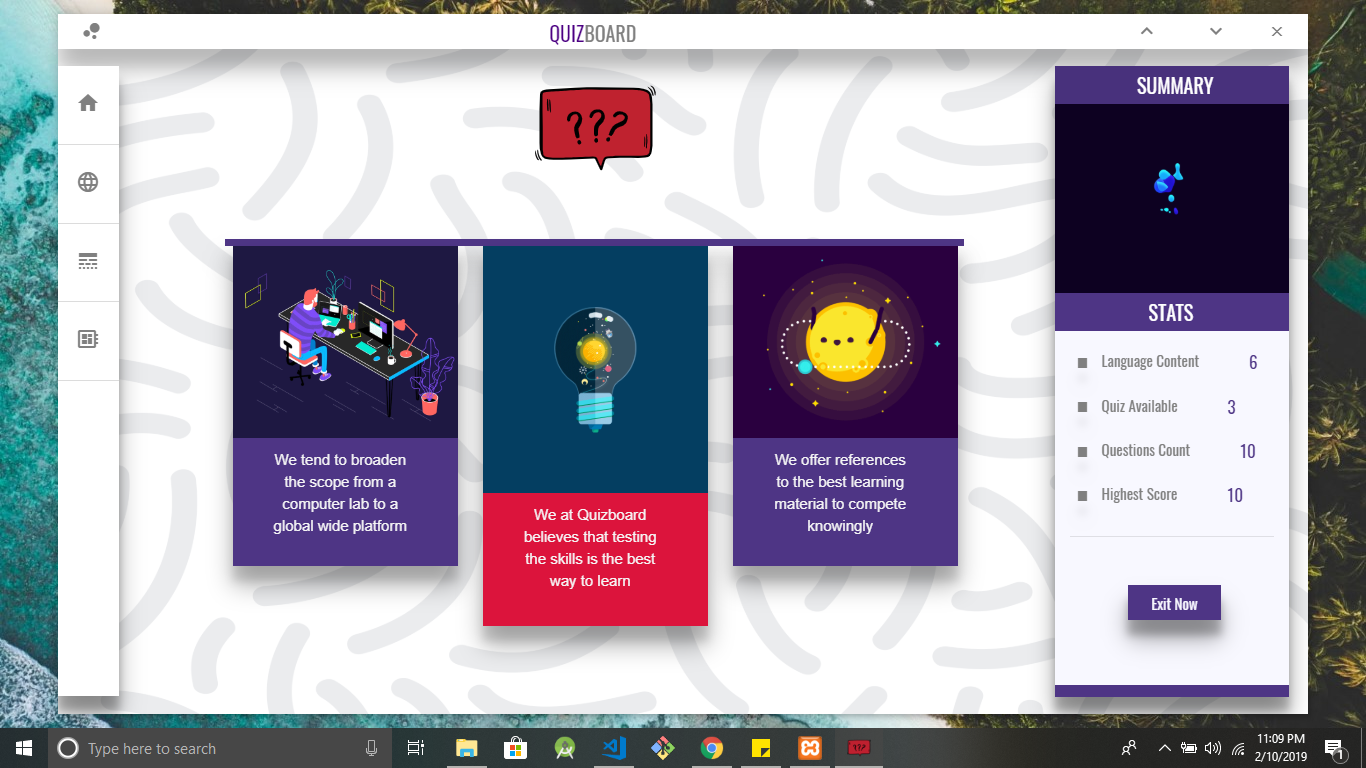 QUIZBOARD
???
SUMMARY
We tend to broaden
the scope from a
computer lab to a
global wide platform
We at Quizboard
believes that testing
the skills is the best
way to learn
We offer references
to the best learning
material to compete
knowingly
STATS
Language Content 6
Quiz Available 3
Questions Count 10
Highest Score 10
Exit Now
Type here to search
???
11:09 PM
2/10/2019
1